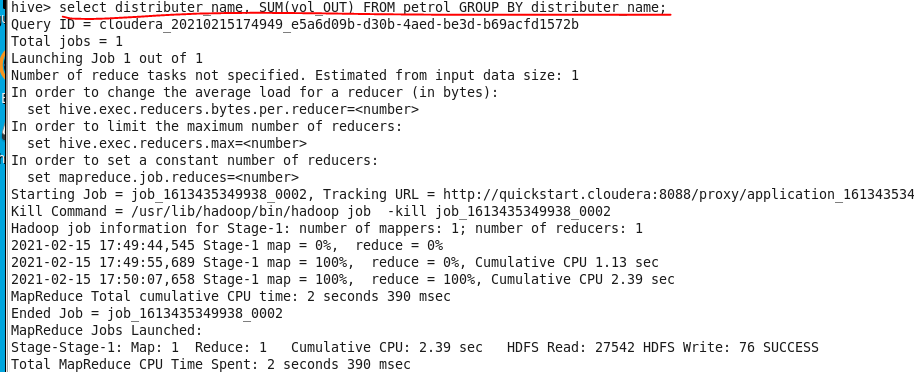 hive> select distributer_name, SUM(vol_OUT) FROM petrol GROUP BY distributer_name;
Query ID = cloudera_20210215174949_e5a6d09b-d30b-4aed-be3d-b69acfd1572b
Total jobs = 1
Launching Job 1 out of 1
Number of reduce tasks not specified. Estimated from input data size: 1
In order to change the average load for a reducer (in bytes):
  set hive.exec.reducers.bytes.per.reducer=<number>
In order to limit the maximum number of reducers:
  set hive.exec.reducers.max=<number>
In order to set a constant number of reducers:
  set mapreduce.job.reduces=<number>
Starting Job = job_1613435349938_0002, Tracking URL = http://quickstart.cloudera:8088/proxy/application_161343534
Kill Command = /usr/lib/hadoop/bin/hadoop job  -kill job_1613435349938_0002
Hadoop job information for Stage-1: number of mappers: 1; number of reducers: 1
2021-02-15 17:49:44,545 Stage-1 map = 0%,  reduce = 0%
2021-02-15 17:49:55,689 Stage-1 map = 100%,  reduce = 0%, Cumulative CPU 1.13 sec
2021-02-15 17:50:07,658 Stage-1 map = 100%,  reduce = 100%, Cumulative CPU 2.39 sec
MapReduce Total cumulative CPU time: 2 seconds 390 msec
Ended Job = job_1613435349938_0002
MapReduce Jobs Launched:
Stage-Stage-1: Map: 1  Reduce: 1   Cumulative CPU: 2.39 sec   HDFS Read: 27542 HDFS Write: 76 SUCCESS
Total MapReduce CPU Time Spent: 2 seconds 390 msec